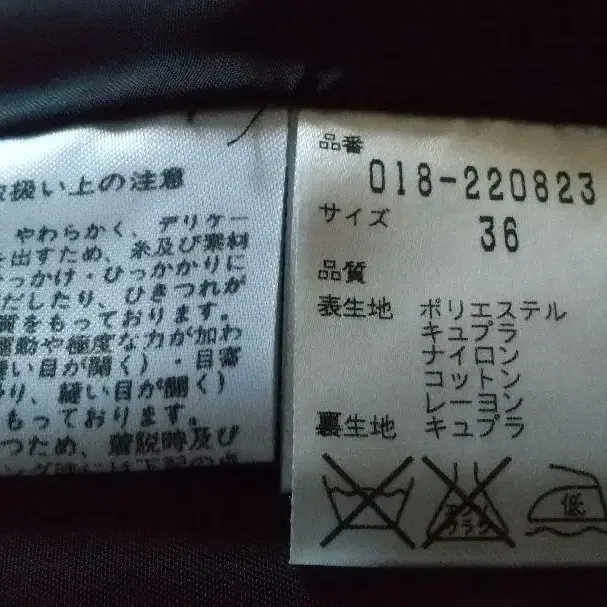 扱い上の注意
やわらかく、デリケー
を出すため、糸及び素材
っかけ・ひっかかりに
だしたり、ひきつれが
質をもっております。
運動や極度な力が加わ
い目が開く)・目寄
り、縫い目が開く)
もっております。
つため、着脱時及び
品番
018-220823
サイズ
36
品質
表生地 ポリエステル
キュプラ
ナイロン
コットン
レーヨン
裏生地 キュプラ
低